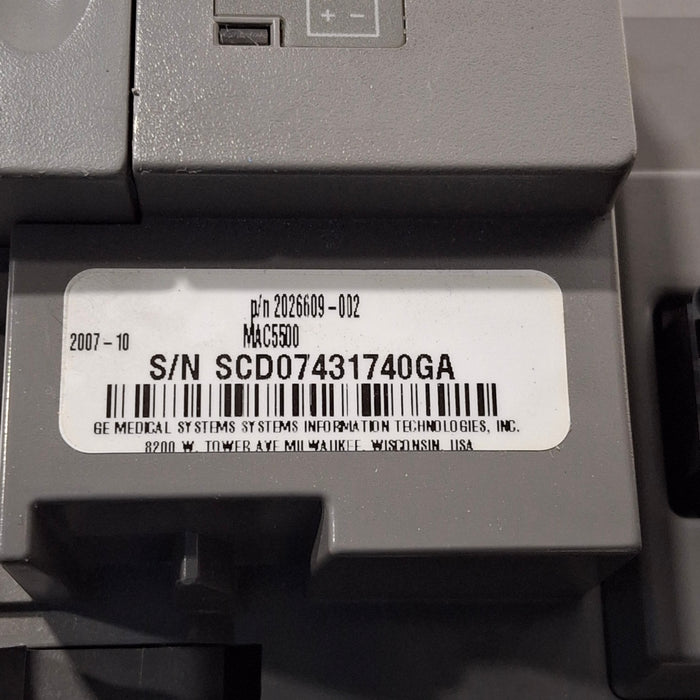 + -
p/n 2026609-002
2007-10
MAC5500
S/N SCD07431740GA
GE MEDICAL SYSTEMS SYSTEMS INFORMATION TECHNOLOGIES, INC.
8200 W. TOWER AVE MILWAUKEE, WISCONSIN, USA